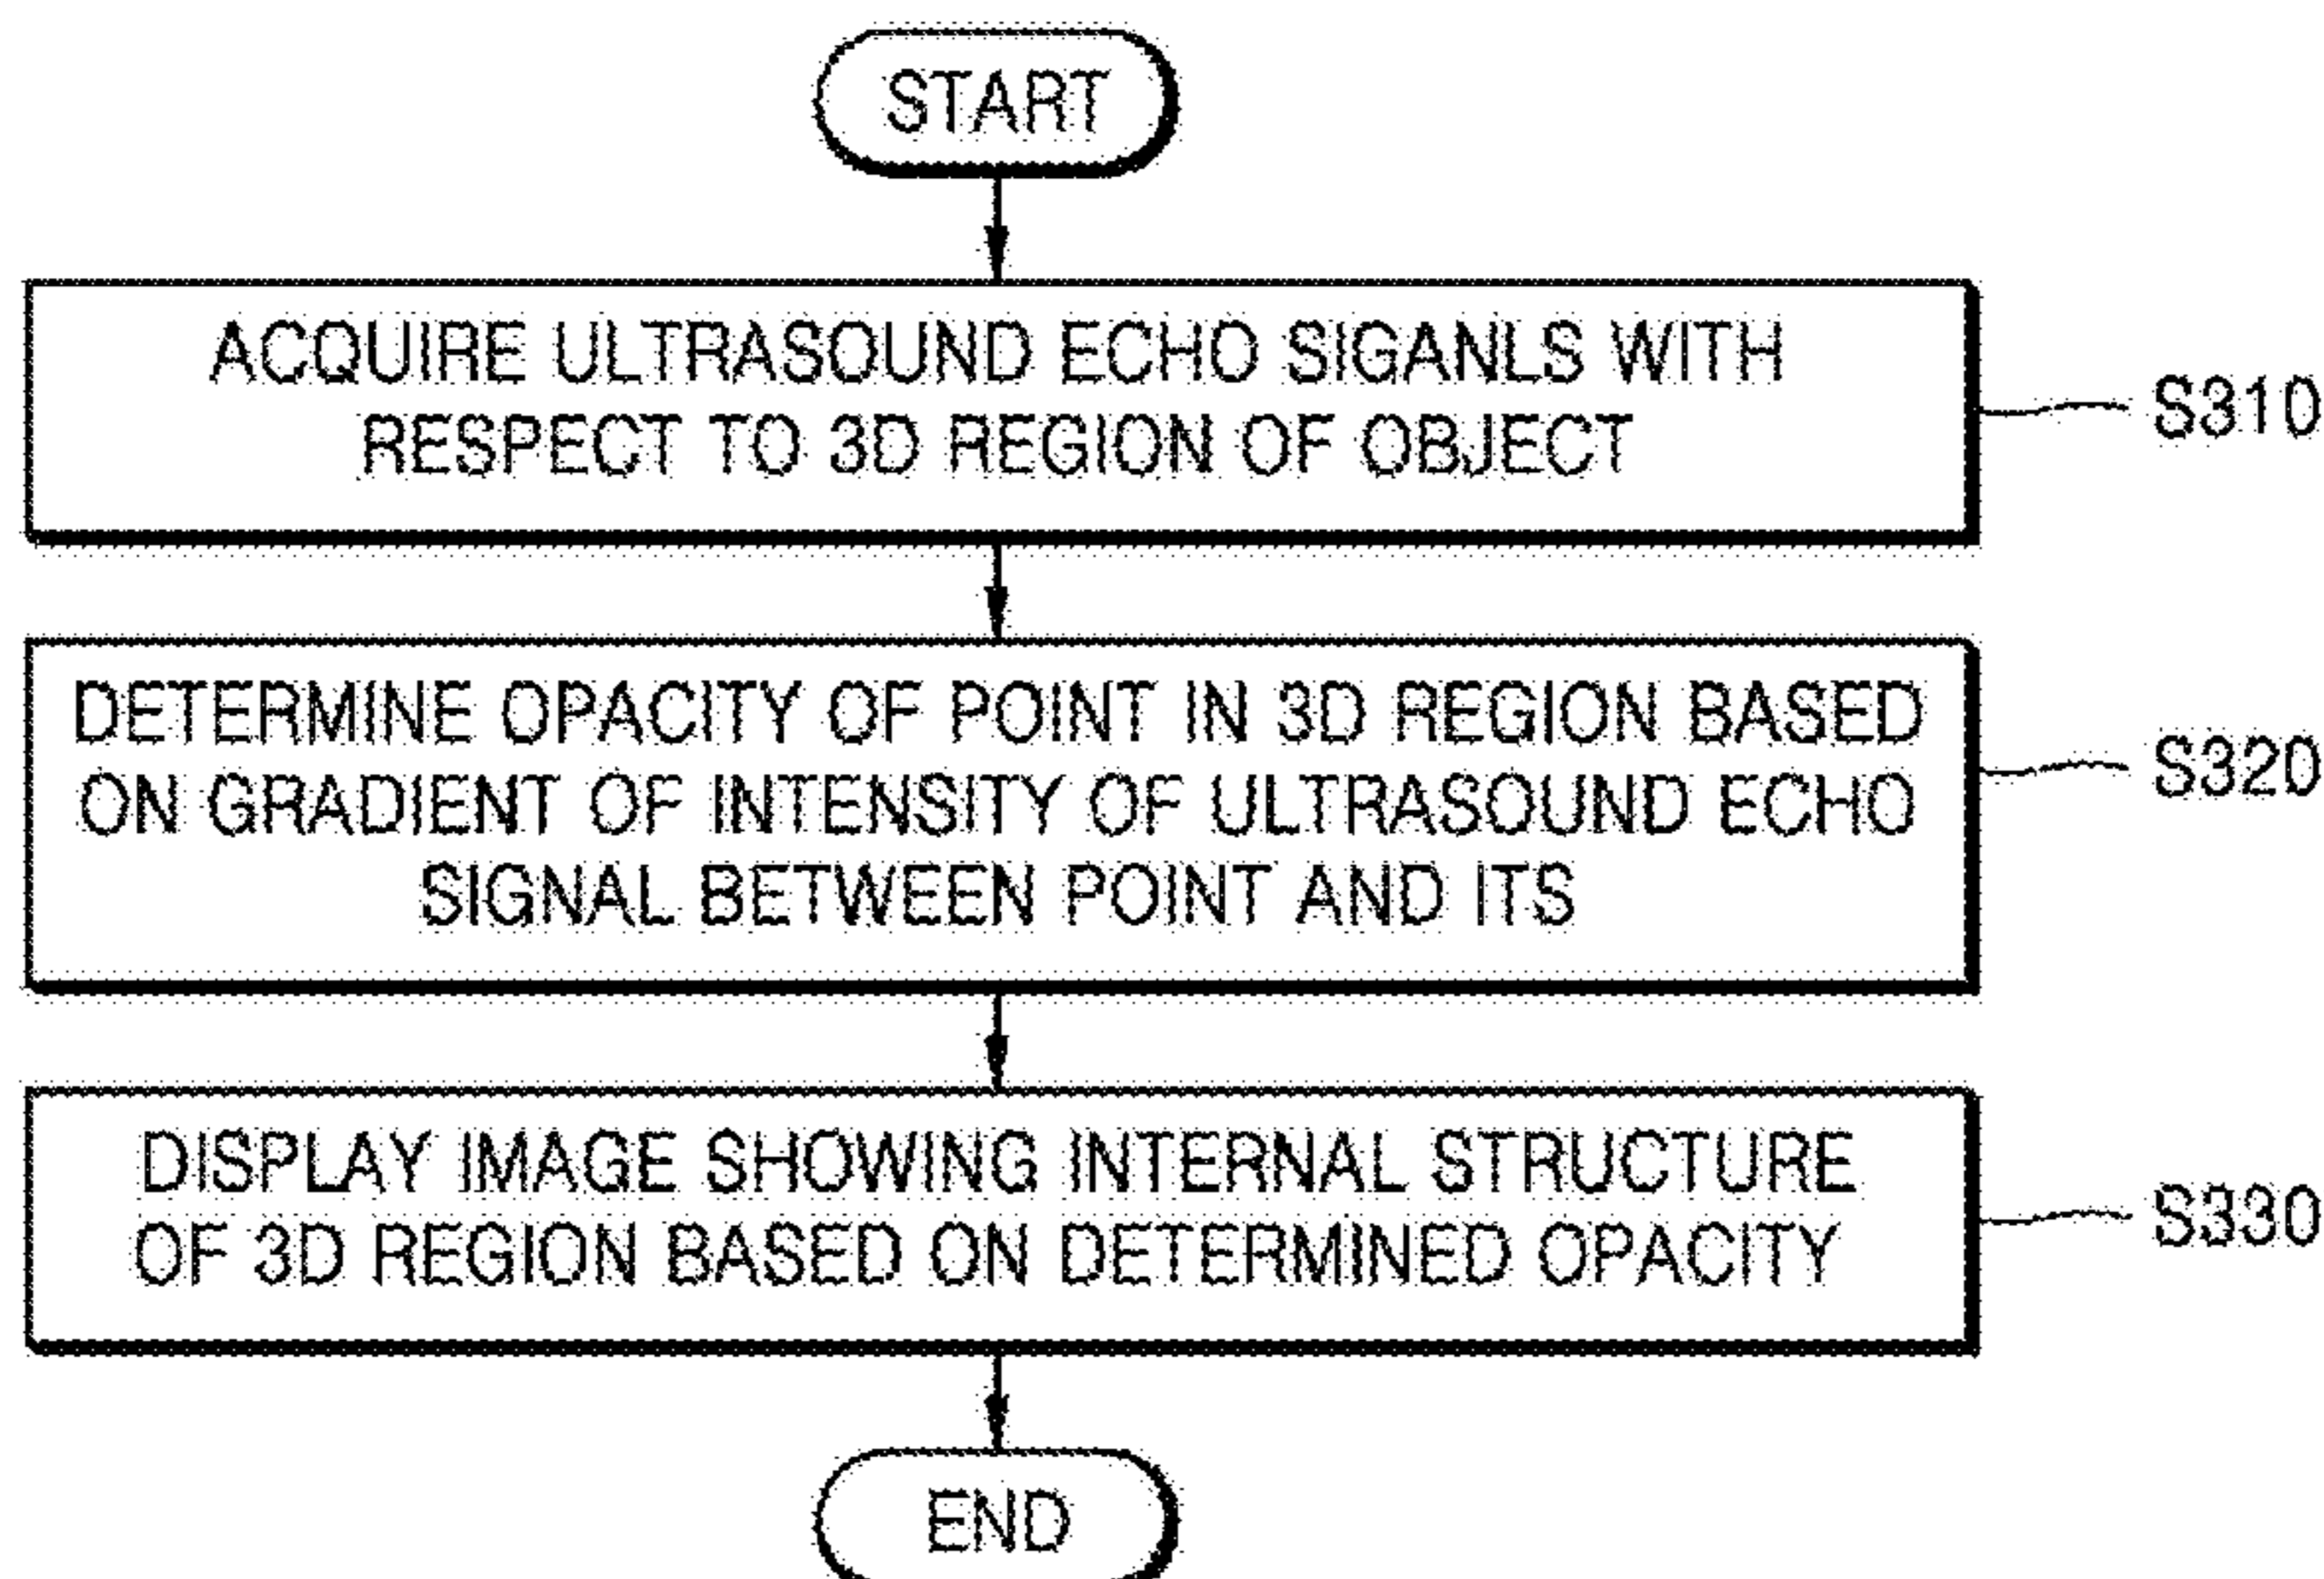 START
ACQUIRE ULTRASOUND ECHO SIGANLS WITH
RESPECT TO 3D REGION OF OBJECT
S310
DETERMINE OPACITY OF POINT IN 3D REGION BASED
ON GRADIENT OF INTENSITY OF ULTRASOUND ECHO
SIGNAL BETWEEN POINT AND ITS
S320
DISPLAY IMAGE SHOWING INTERNAL STRUCTURE
OF 3D REGION BASED ON DETERMINED OPACITY
S330
END